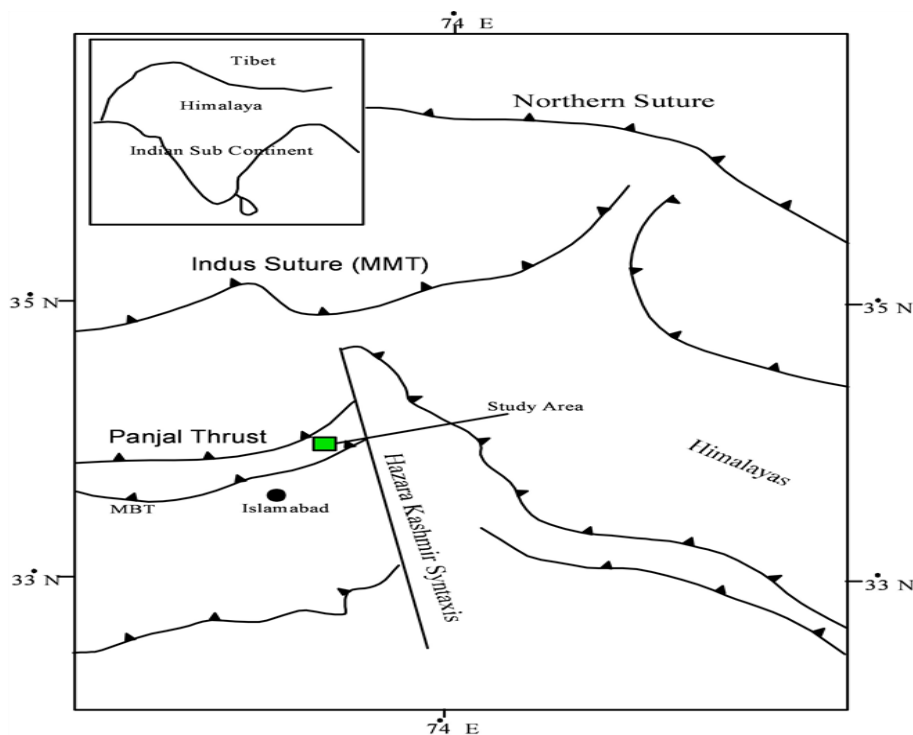 74 E
Tibet
Himalaya
Indian Sub Continent
Northern Suture
Indus Suture (MMT)
35 N
35 N
Study Area
Panjal Thrust
Himalayas
MBT
Islamabad
Hazara Kashmir Syntaxis
33 N
33 N
74 E